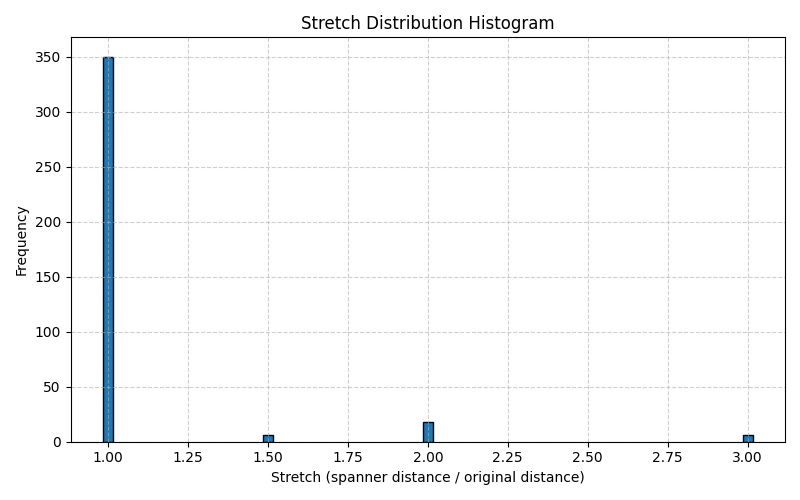 Stretch Distribution Histogram
Frequency
350
300
250
200
150
100
50
0
1.00 1.25 1.50 1.75 2.00 2.25 2.50 2.75 3.00
Stretch (spanner distance / original distance)